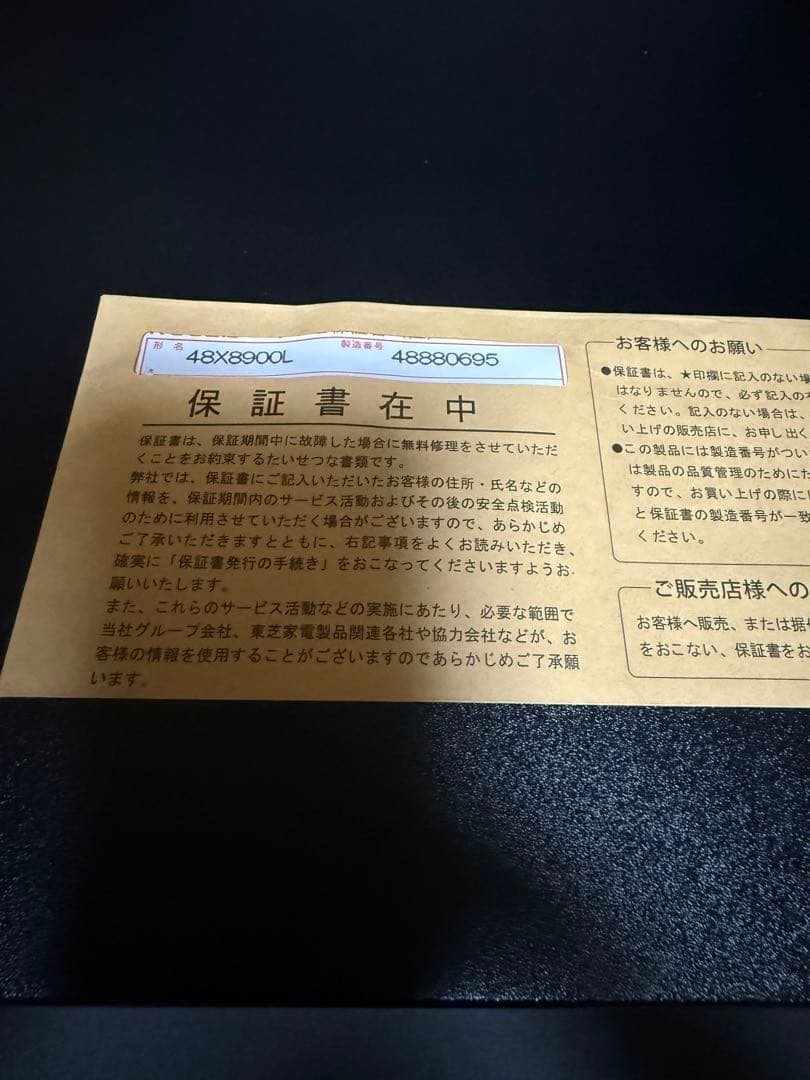 形 名 48X8900L 製造番号 48880695
保証書在中
保証書は、保証期間中に故障した場合に無料修理をさせていただ
くことをお約束するたいせつな書類です。
弊社では、保証書にご記入いただいたお客様の住所・氏名などの
情報を、保証期間内のサービス活動およびその後の安全点検活動
のために利用させていただく場合がございますので、あらかじめ
ご了承いただきますとともに、右記事項をよくお読みいただき、
確実に「保証書発行の手続き」をおこなってくださいますようお
願いいたします。
また、これらのサービス活動などの実施にあたり、必要な範囲で
当社グループ会社、東芝家電製品関連各社や協力会社などが、お
客様の情報を使用することがございますのであらかじめご了承願
います。
お客様へのお願い
●保証書は、★印欄に記入のない場
はなりませんので、必ず記入の
ください。記入のない場合は、
い上げの販売店に、お申し出く
●この製品には製造番号がつい
は製品の品質管理のためにた
すので、お買い上げの際に
と保証書の製造番号が一致
ください。
ご販売店様への
お客様へ販売、または据
をおこない、保証書をお